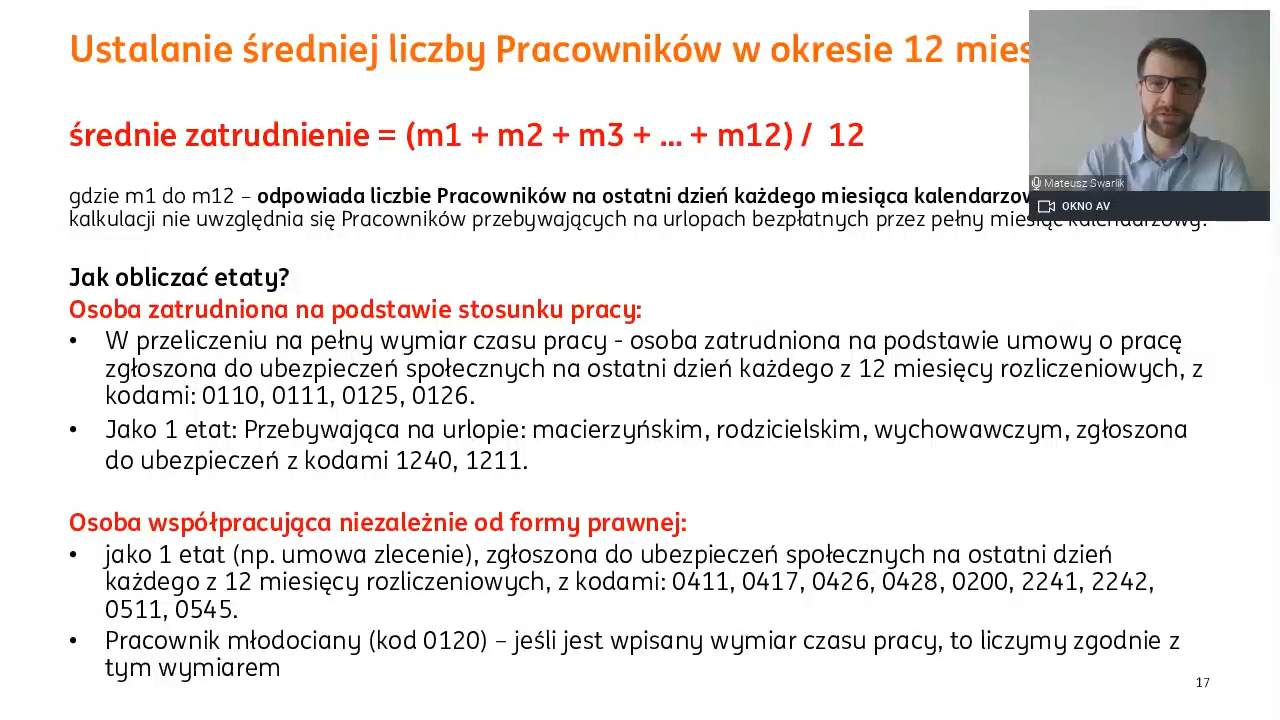 Ustalanie średniej liczby Pracowników w okresie 12
średnie zatrudnienie = (m1 + m2 + m3 + ... + m12) / 12
gdzie m1 do m12 – odpowiada liczbie Pracowników na ostatni dzień każdego miesiąca
kalkulacji nie uwzględnia się Pracowników przebywających na urlopach bezpłatnych przez pełny miesiąc kalendarzowy.
Mateusz Swarlik
OKNO AV
Jak obliczać etaty?
Osoba zatrudniona na podstawie stosunku pracy:
• W przeliczeniu na pełny wymiar czasu pracy - osoba zatrudniona na podstawie umowy o pracę
zgłoszona do ubezpieczeń społecznych na ostatni dzień każdego z 12 miesięcy rozliczeniowych, z
kodami: 0110, 0111, 0125, 0126.
• Jako 1 etat: Przebywająca na urlopie: macierzyńskim, rodzicielskim, wychowawczym, zgłoszona
do ubezpieczeń z kodami 1240, 1211.
Osoba współpracująca niezależnie od formy prawnej:
• jako 1 etat (np. umowa zlecenie), zgłoszona do ubezpieczeń społecznych na ostatni dzień
każdego z 12 miesięcy rozliczeniowych, z kodami: 0411, 0417, 0426, 0428, 0200, 2241, 2242,
0511, 0545.
• Pracownik młodociany (kod 0120) – jeśli jest wpisany wymiar czasu pracy, to liczymy zgodnie z
tym wymiarem
17